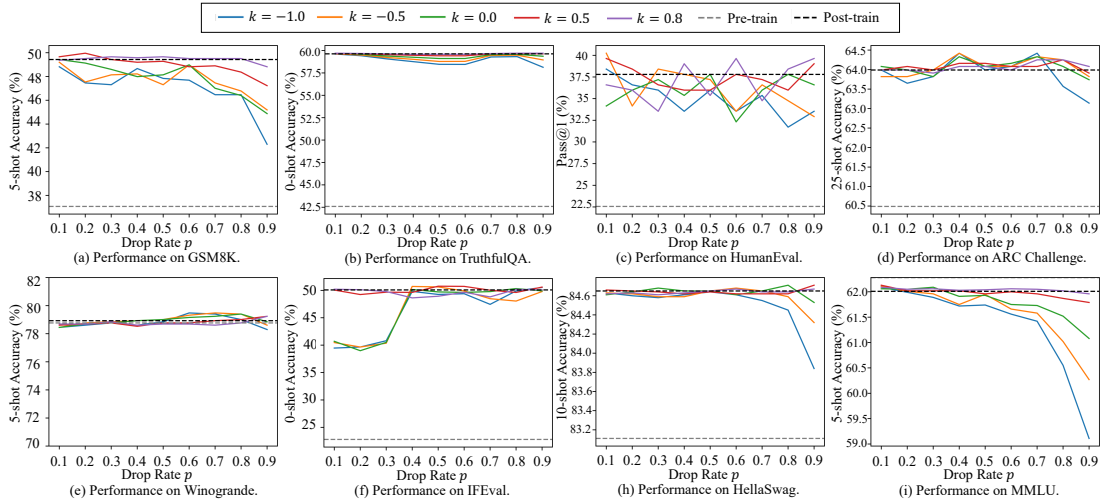 k = −1.0 k = −0.5 k = 0.0 k = 0.5 k = 0.8 Pre-train Post-train
5-shot Accuracy (%)
50
48
46
44
42
40
38
0.1 0.2 0.3 0.4 0.5 0.6 0.7 0.8 0.9
Drop Rate p
(a) Performance on GSM8K.
0-shot Accuracy (%)
60.0
57.5
55.0
52.5
50.0
47.5
45.0
42.5
0.1 0.2 0.3 0.4 0.5 0.6 0.7 0.8 0.9
Drop Rate p
(b) Performance on TruthfulQA.
Pass@1 (%)
40.0
37.5
35.0
32.5
30.0
27.5
25.0
22.5
0.1 0.2 0.3 0.4 0.5 0.6 0.7 0.8 0.9
Drop Rate p
(c) Performance on HumanEval.
25-shot Accuracy (%)
64.5
64.0
63.5
63.0
62.5
62.0
61.5
61.0
60.5
0.1 0.2 0.3 0.4 0.5 0.6 0.7 0.8 0.9
Drop Rate p
(d) Performance on ARC Challenge.
5-shot Accuracy (%)
82
80
78
76
74
72
70
0.1 0.2 0.3 0.4 0.5 0.6 0.7 0.8 0.9
Drop Rate p
(e) Performance on Winogrande.
0-shot Accuracy (%)
50
45
40
35
30
25
0.1 0.2 0.3 0.4 0.5 0.6 0.7 0.8 0.9
Drop Rate p
(f) Performance on IFEval.
10-shot Accuracy (%)
84.6
84.4
84.2
84.0
83.8
83.6
83.4
83.2
0.1 0.2 0.3 0.4 0.5 0.6 0.7 0.8 0.9
Drop Rate p
(h) Performance on HellaSwag.
5-shot Accuracy (%)
62.0
61.5
61.0
60.5
60.0
59.5
59.0
0.1 0.2 0.3 0.4 0.5 0.6 0.7 0.8 0.9
Drop Rate p
(i) Performance on MMLU.